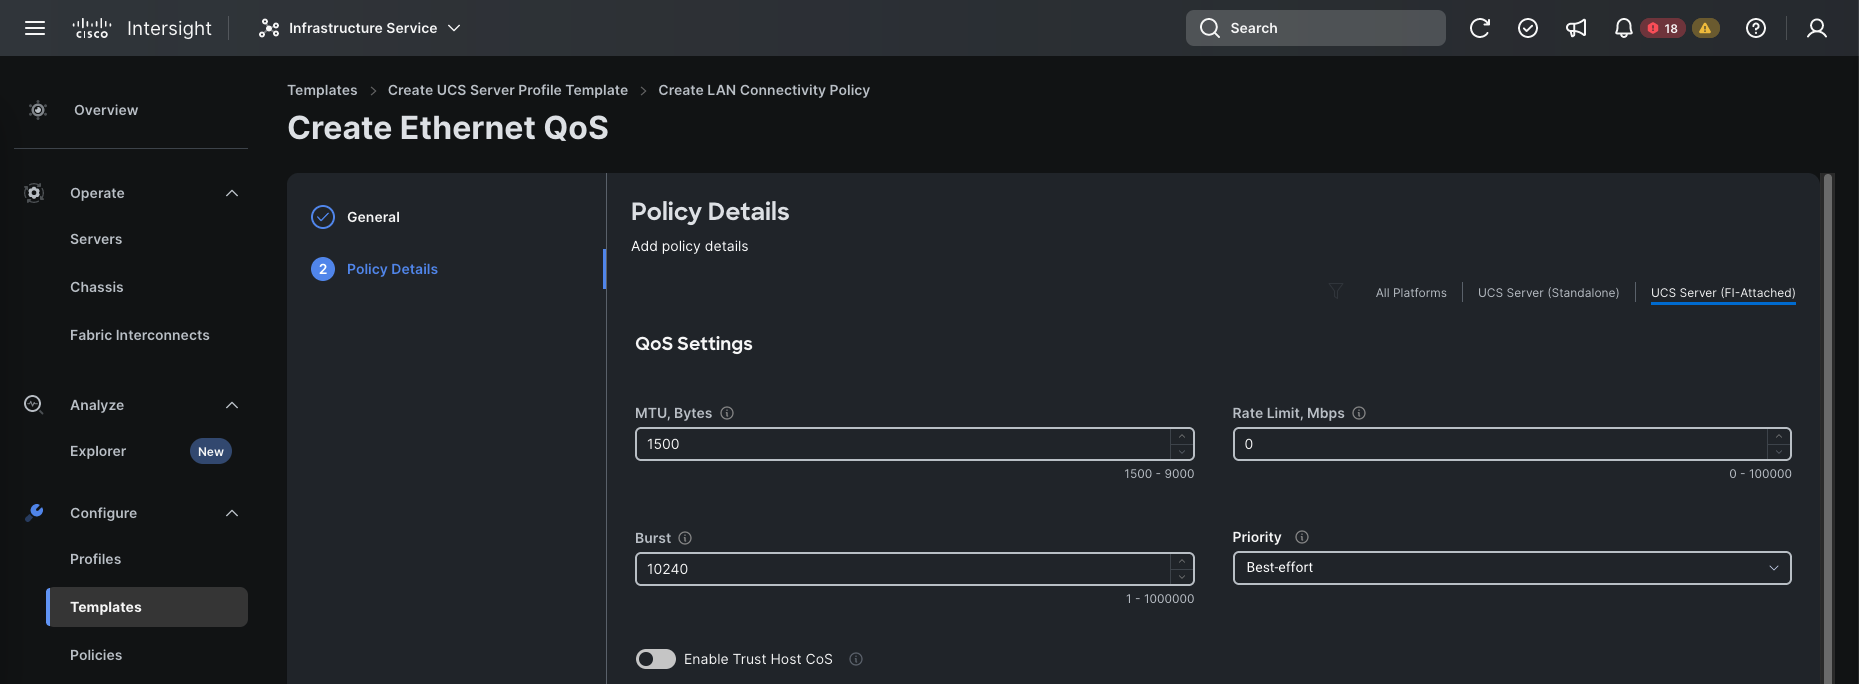 CISCO Intersight Infrastructure Service Search 18
Templates > Create UCS Server Profile Template > Create LAN Connectivity Policy
Create Ethernet QoS
Overview
Operate
Servers
Chassis
Fabric Interconnects
Analyze
Explorer New
Configure
Profiles
Templates
Policies
General
2 Policy Details
Policy Details
Add policy details
All Platforms UCS Server (Standalone) UCS Server (FI-Attached)
QoS Settings
MTU, Bytes
1500
1500 - 9000
Rate Limit, Mbps
0
0 - 100000
Burst
10240
1 - 1000000
Priority
Best-effort
Enable Trust Host CoS